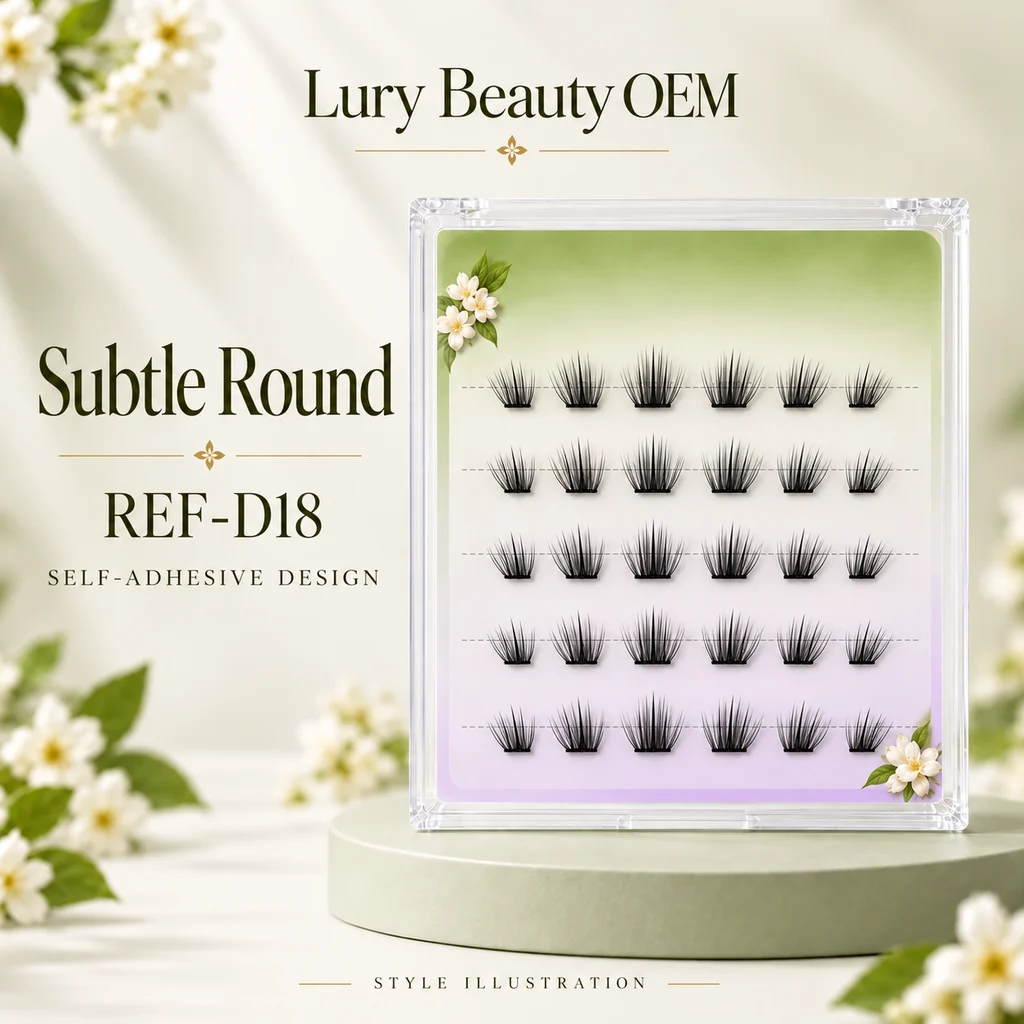 Lury Beauty OEM
Subtle Round
REF-D18
SELF-ADHESIVE DESIGN
STYLE ILLUSTRATION